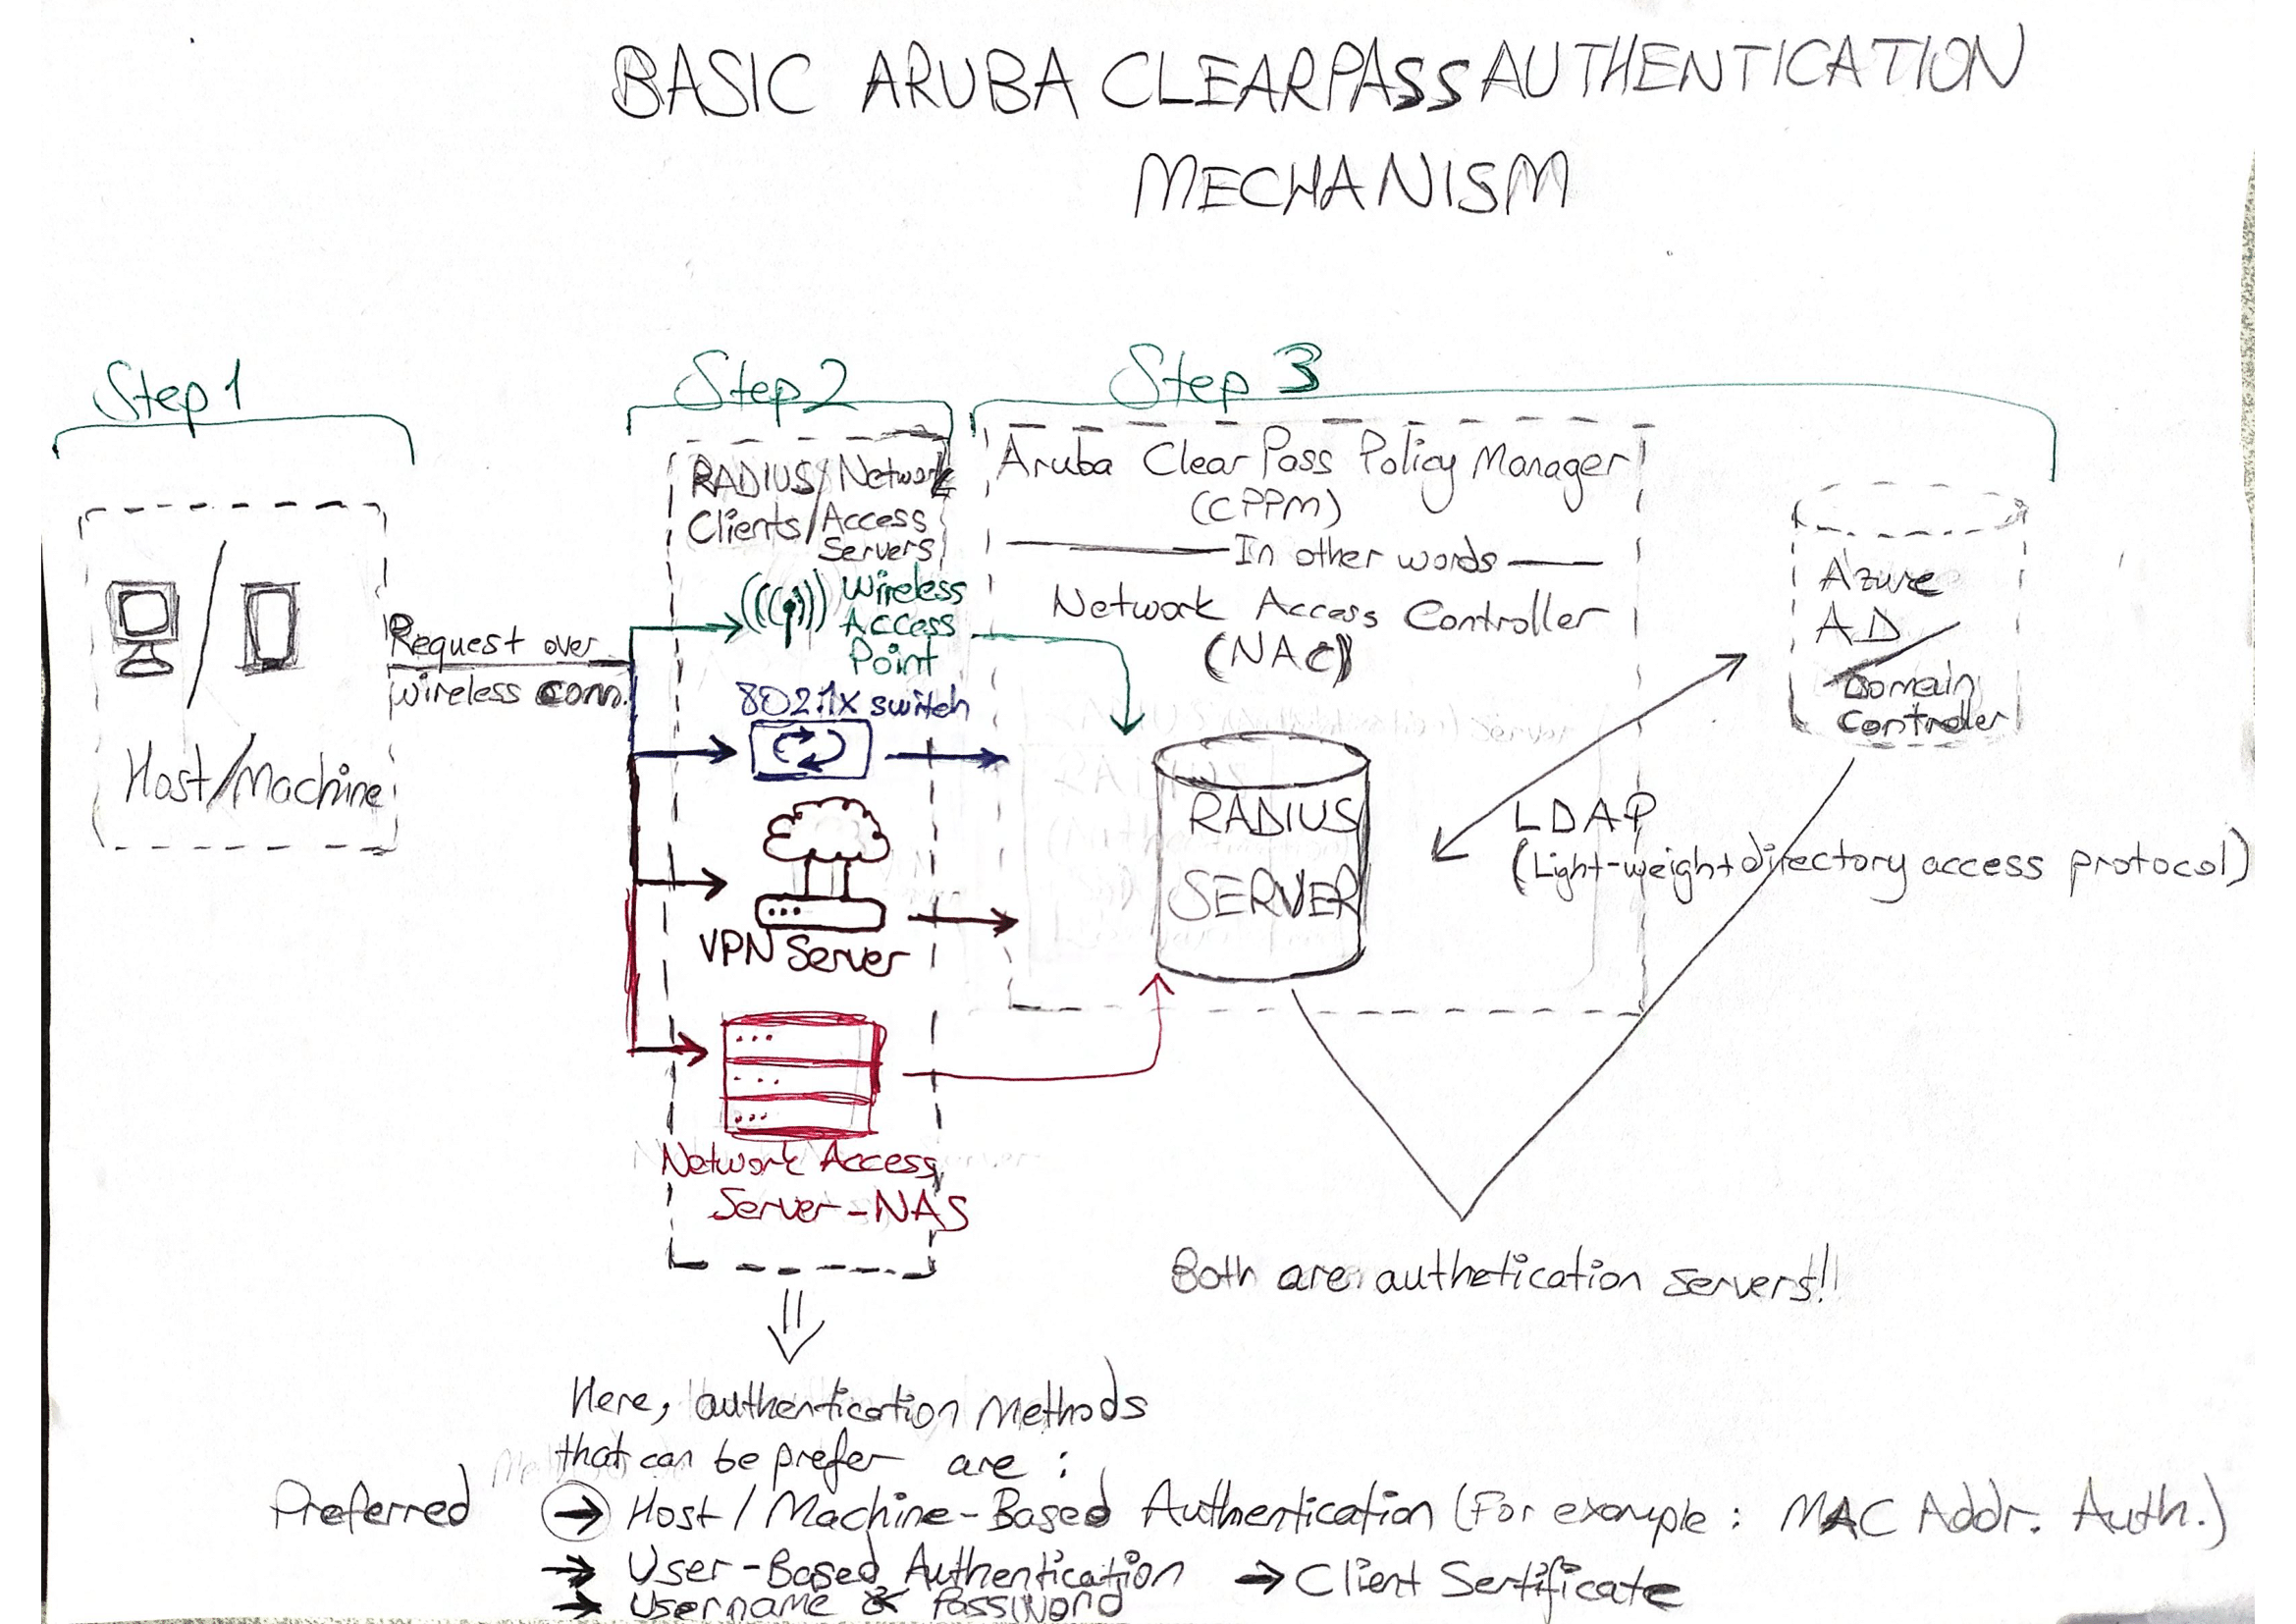 BASIC ARUBA CLEARPASS AUTHENTICATION
MECHANISM
Step 1
Step 2
Step 3
Host/Machine
Request over
wireless conn.
RADIUS/Network
Clients/Access
Servers
Wireless
Access
Point
802.1x switch
VPN Server
Network Access
Server-NAS
Aruba Clear Pass Policy Manager
(CPPM)
In other words
Network Access Controller
(NAC)
RADIUS
SERVER
Azure
AD
Domain
Controller
LDAP
(Light-weight directory access protocol)
Both are authetication servers!!
Here, authentication methods
that can be prefer are :
Preferred → Host / Machine-Based Authentication (For example : MAC Addr. Auth.)
→ User-Based Authentication → Client Sertificate
→ Username & Password